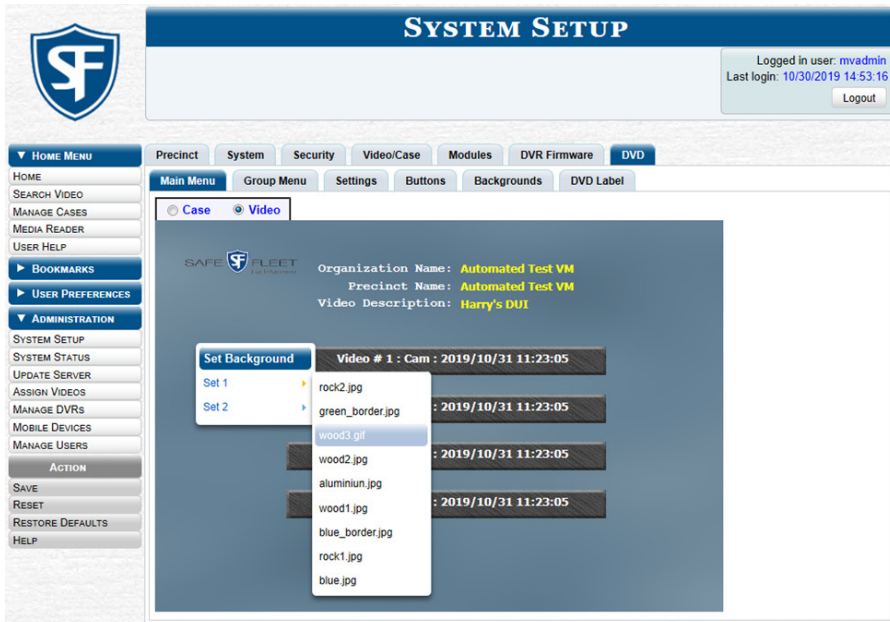 SYSTEM SETUP
SF
Logged in user: mvadmin
Last login: 10/30/2019 14:53:16
Logout
HOME MENU
HOME
SEARCH VIDEO
MANAGE CASES
MEDIA READER
USER HELP
BOOKMARKS
USER PREFERENCES
ADMINISTRATION
SYSTEM SETUP
SYSTEM STATUS
UPDATE SERVER
ASSIGN VIDEOS
MANAGE DVRS
MOBILE DEVICES
MANAGE USERS
ACTION
SAVE
RESET
RESTORE DEFAULTS
HELP
Precinct System Security Video/Case Modules DVR Firmware DVD
Main Menu Group Menu Settings Buttons Backgrounds DVD Label
Case Video
SAFE SF FLEET
Organization Name: Automated Test VM
Precinct Name: Automated Test VM
Video Description: Harry's DUI
Video # 1 : Cam : 2019/10/31 11:23:05
: 2019/10/31 11:23:05
: 2019/10/31 11:23:05
: 2019/10/31 11:23:05
Set Background
Set 1
Set 2
rock2.jpg
green_border.jpg
wood3.gif
wood2.jpg
aluminiun.jpg
wood1.jpg
blue_border.jpg
rock1.jpg
blue.jpg